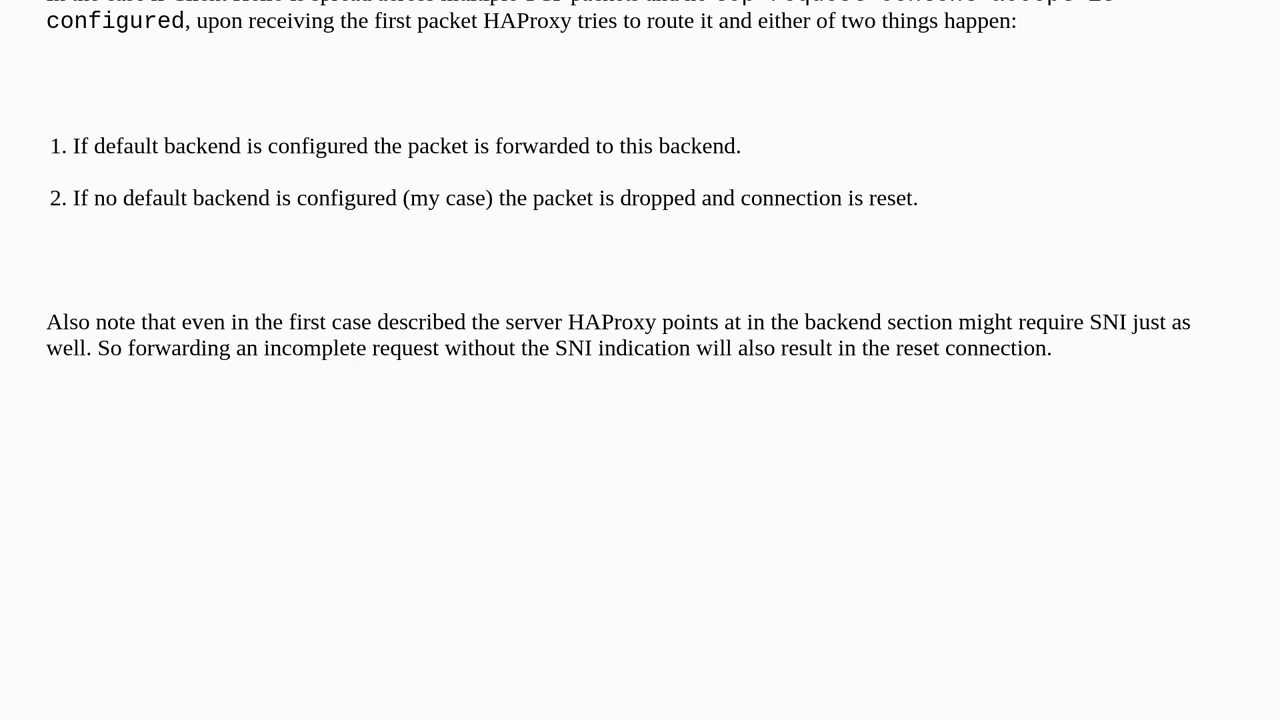 configured, upon receiving the first packet HAProxy tries to route it and either of two things happen:
1. If default backend is configured the packet is forwarded to this backend.
2. If no default backend is configured (my case) the packet is dropped and connection is reset.
Also note that even in the first case described the server HAProxy points at in the backend section might require SNI just as
well. So forwarding an incomplete request without the SNI indication will also result in the reset connection.